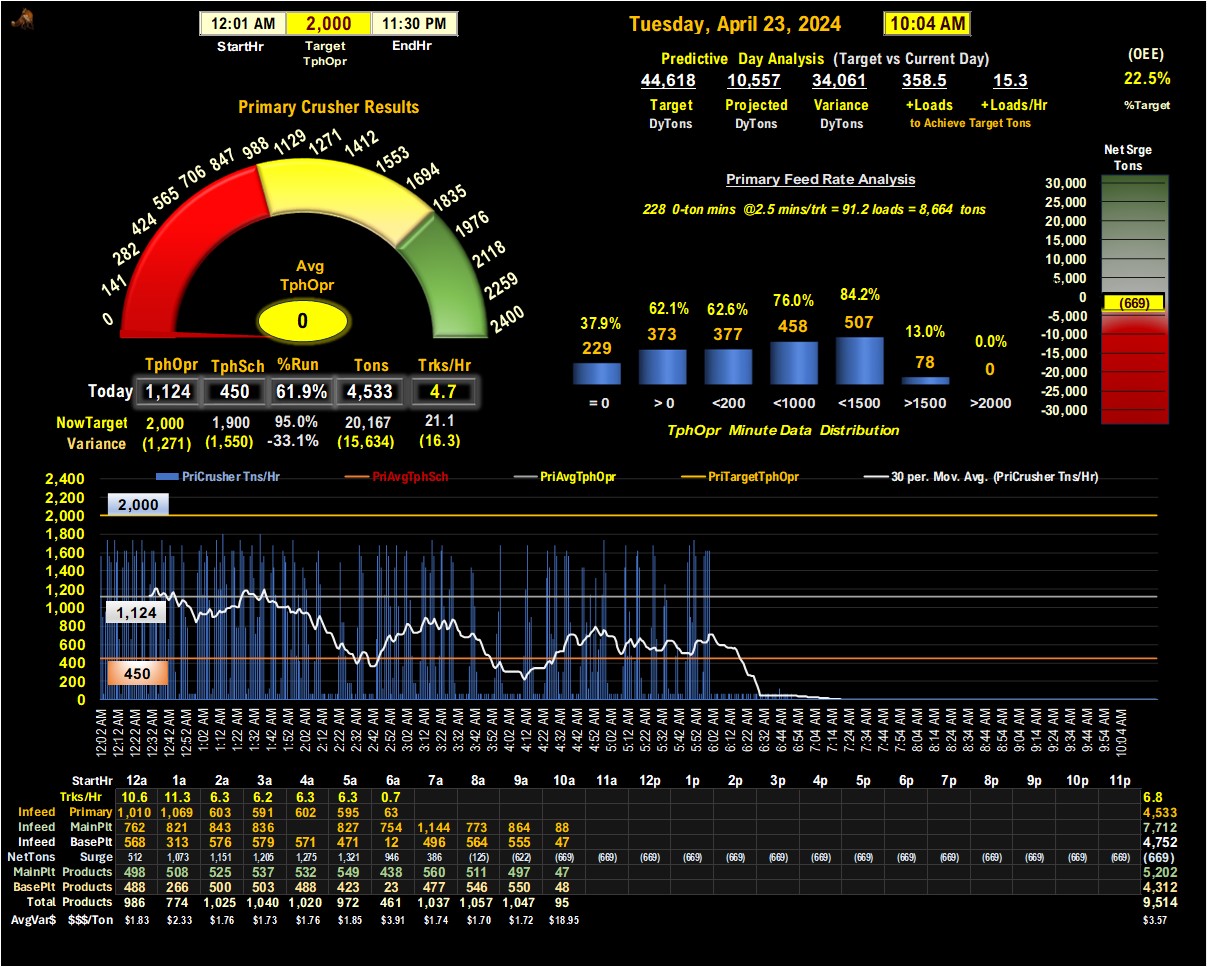 12:01 AM 2,000 11:30 PM
StartHr Target TphOpr EndHr
Tuesday, April 23, 2024 10:04 AM
Predictive Day Analysis (Target vs Current Day)
44,618 10,557 34,061 358.5 15.3
Target Projected Variance +Loads +Loads/Hr
DyTons DyTons DyTons to Achieve Target Tons
(OEE)
22.5%
%Target
Primary Crusher Results
0 141 282 424 565 706 847 988 1129 1271 1412 1553 1694 1835 1976 2118 2259 2400
Avg
TphOpr
0
TphOpr TphSch %Run Tons Trks/Hr
Today 1,124 450 61.9% 4,533 4.7
NowTarget 2,000 1,900 95.0% 20,167 21.1
Variance (1,271) (1,550) -33.1% (15,634) (16.3)
Primary Feed Rate Analysis
228 0-ton mins @2.5 mins/trk = 91.2 loads = 8,664 tons
37.9% 62.1% 62.6% 76.0% 84.2% 13.0% 0.0%
229 373 377 458 507 78 0
= 0 > 0 <200 <1000 <1500 >1500 >2000
TphOpr Minute Data Distribution
Net Srge
Tons
30,000
25,000
20,000
15,000
10,000
5,000
0
(669)
-5,000
-10,000
-15,000
-20,000
-25,000
-30,000
PriCrusher Tns/Hr PriAvgTphSch PriAvgTphOpr PriTargetTphOpr 30 per. Mov. Avg. (PriCrusher Tns/Hr)
2,400
2,200
2,000
1,800
1,600
1,400
1,200
1,000
800
600
400
200
0
2,000
1,124
450
12:02 AM 12:12 AM 12:22 AM 12:32 AM 12:42 AM 12:52 AM 1:02 AM 1:12 AM 1:22 AM 1:32 AM 1:42 AM 1:52 AM 2:02 AM 2:12 AM 2:22 AM 2:32 AM 2:42 AM 2:52 AM 3:02 AM 3:12 AM 3:22 AM 3:32 AM 3:42 AM 3:52 AM 4:02 AM 4:12 AM 4:22 AM 4:32 AM 4:42 AM 4:52 AM 5:02 AM 5:12 AM 5:22 AM 5:32 AM 5:42 AM 5:52 AM 6:02 AM 6:12 AM 6:22 AM 6:32 AM 6:44 AM 6:54 AM 7:04 AM 7:14 AM 7:24 AM 7:34 AM 7:44 AM 7:54 AM 8:04 AM 8:14 AM 8:24 AM 8:34 AM 8:44 AM 8:54 AM 9:04 AM 9:14 AM 9:24 AM 9:34 AM 9:44 AM 9:54 AM 10:04 AM
StartHr 12a 1a 2a 3a 4a 5a 6a 7a 8a 9a 10a 11a 12p 1p 2p 3p 4p 5p 6p 7p 8p 9p 10p 11p
Trks/Hr 10.6 11.3 6.3 6.2 6.3 6.3 0.7 6.8
Infeed Primary 1,010 1,069 603 591 602 595 63 4,533
Infeed MainPlt 762 821 843 836 827 754 1,144 773 864 88 7,712
Infeed BasePlt 568 313 576 579 571 471 12 496 564 555 47 4,752
NetTons Surge 512 1,073 1,151 1,205 1,275 1,321 946 386 (125) (622) (669) (669) (669) (669) (669) (669) (669) (669) (669) (669) (669) (669) (669) (669) (669)
MainPlt Products 498 508 525 537 532 549 438 560 511 497 47 5,202
BasePlt Products 488 266 500 503 488 423 23 477 546 550 48 4,312
Total Products 986 774 1,025 1,040 1,020 972 461 1,037 1,057 1,047 95 9,514
AvgVar$ $$$/Ton $1.83 $2.33 $1.76 $1.73 $1.76 $1.85 $3.91 $1.74 $1.70 $1.72 $18.95 $3.57